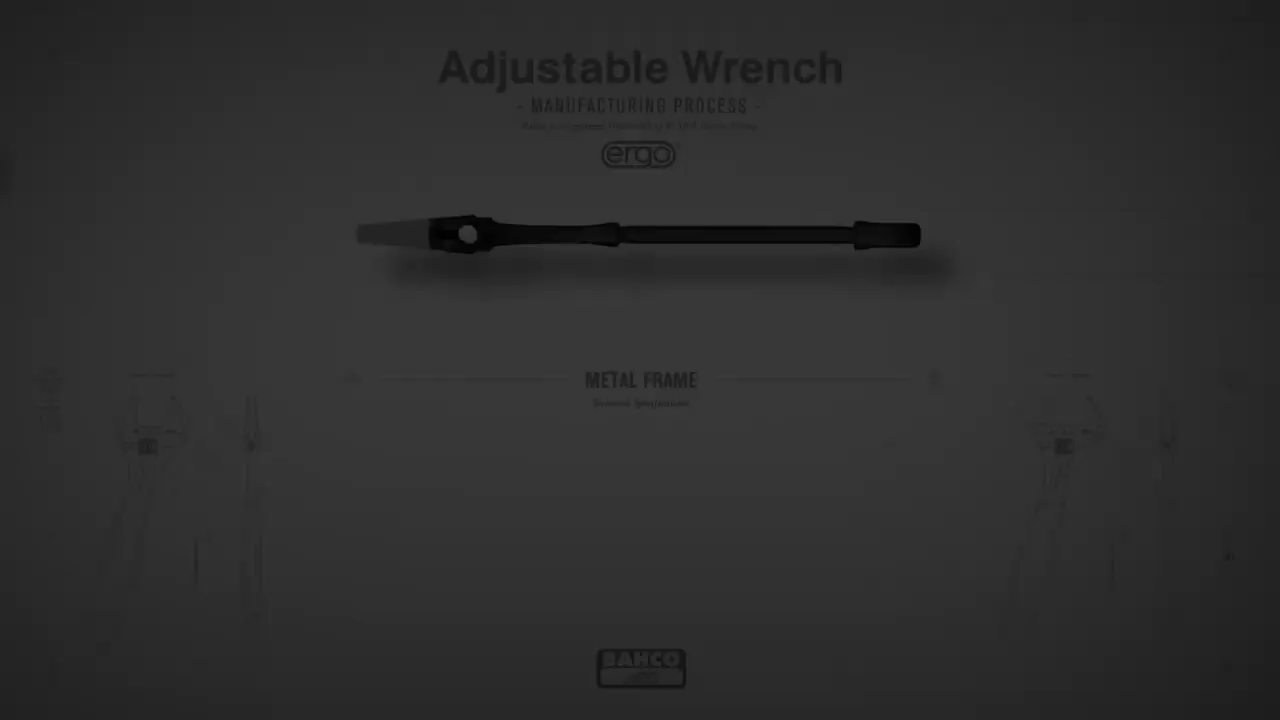 Adjustable Wrench
- MANUFACTURING PROCESS -
ergo
METAL FRAME
BAHCO